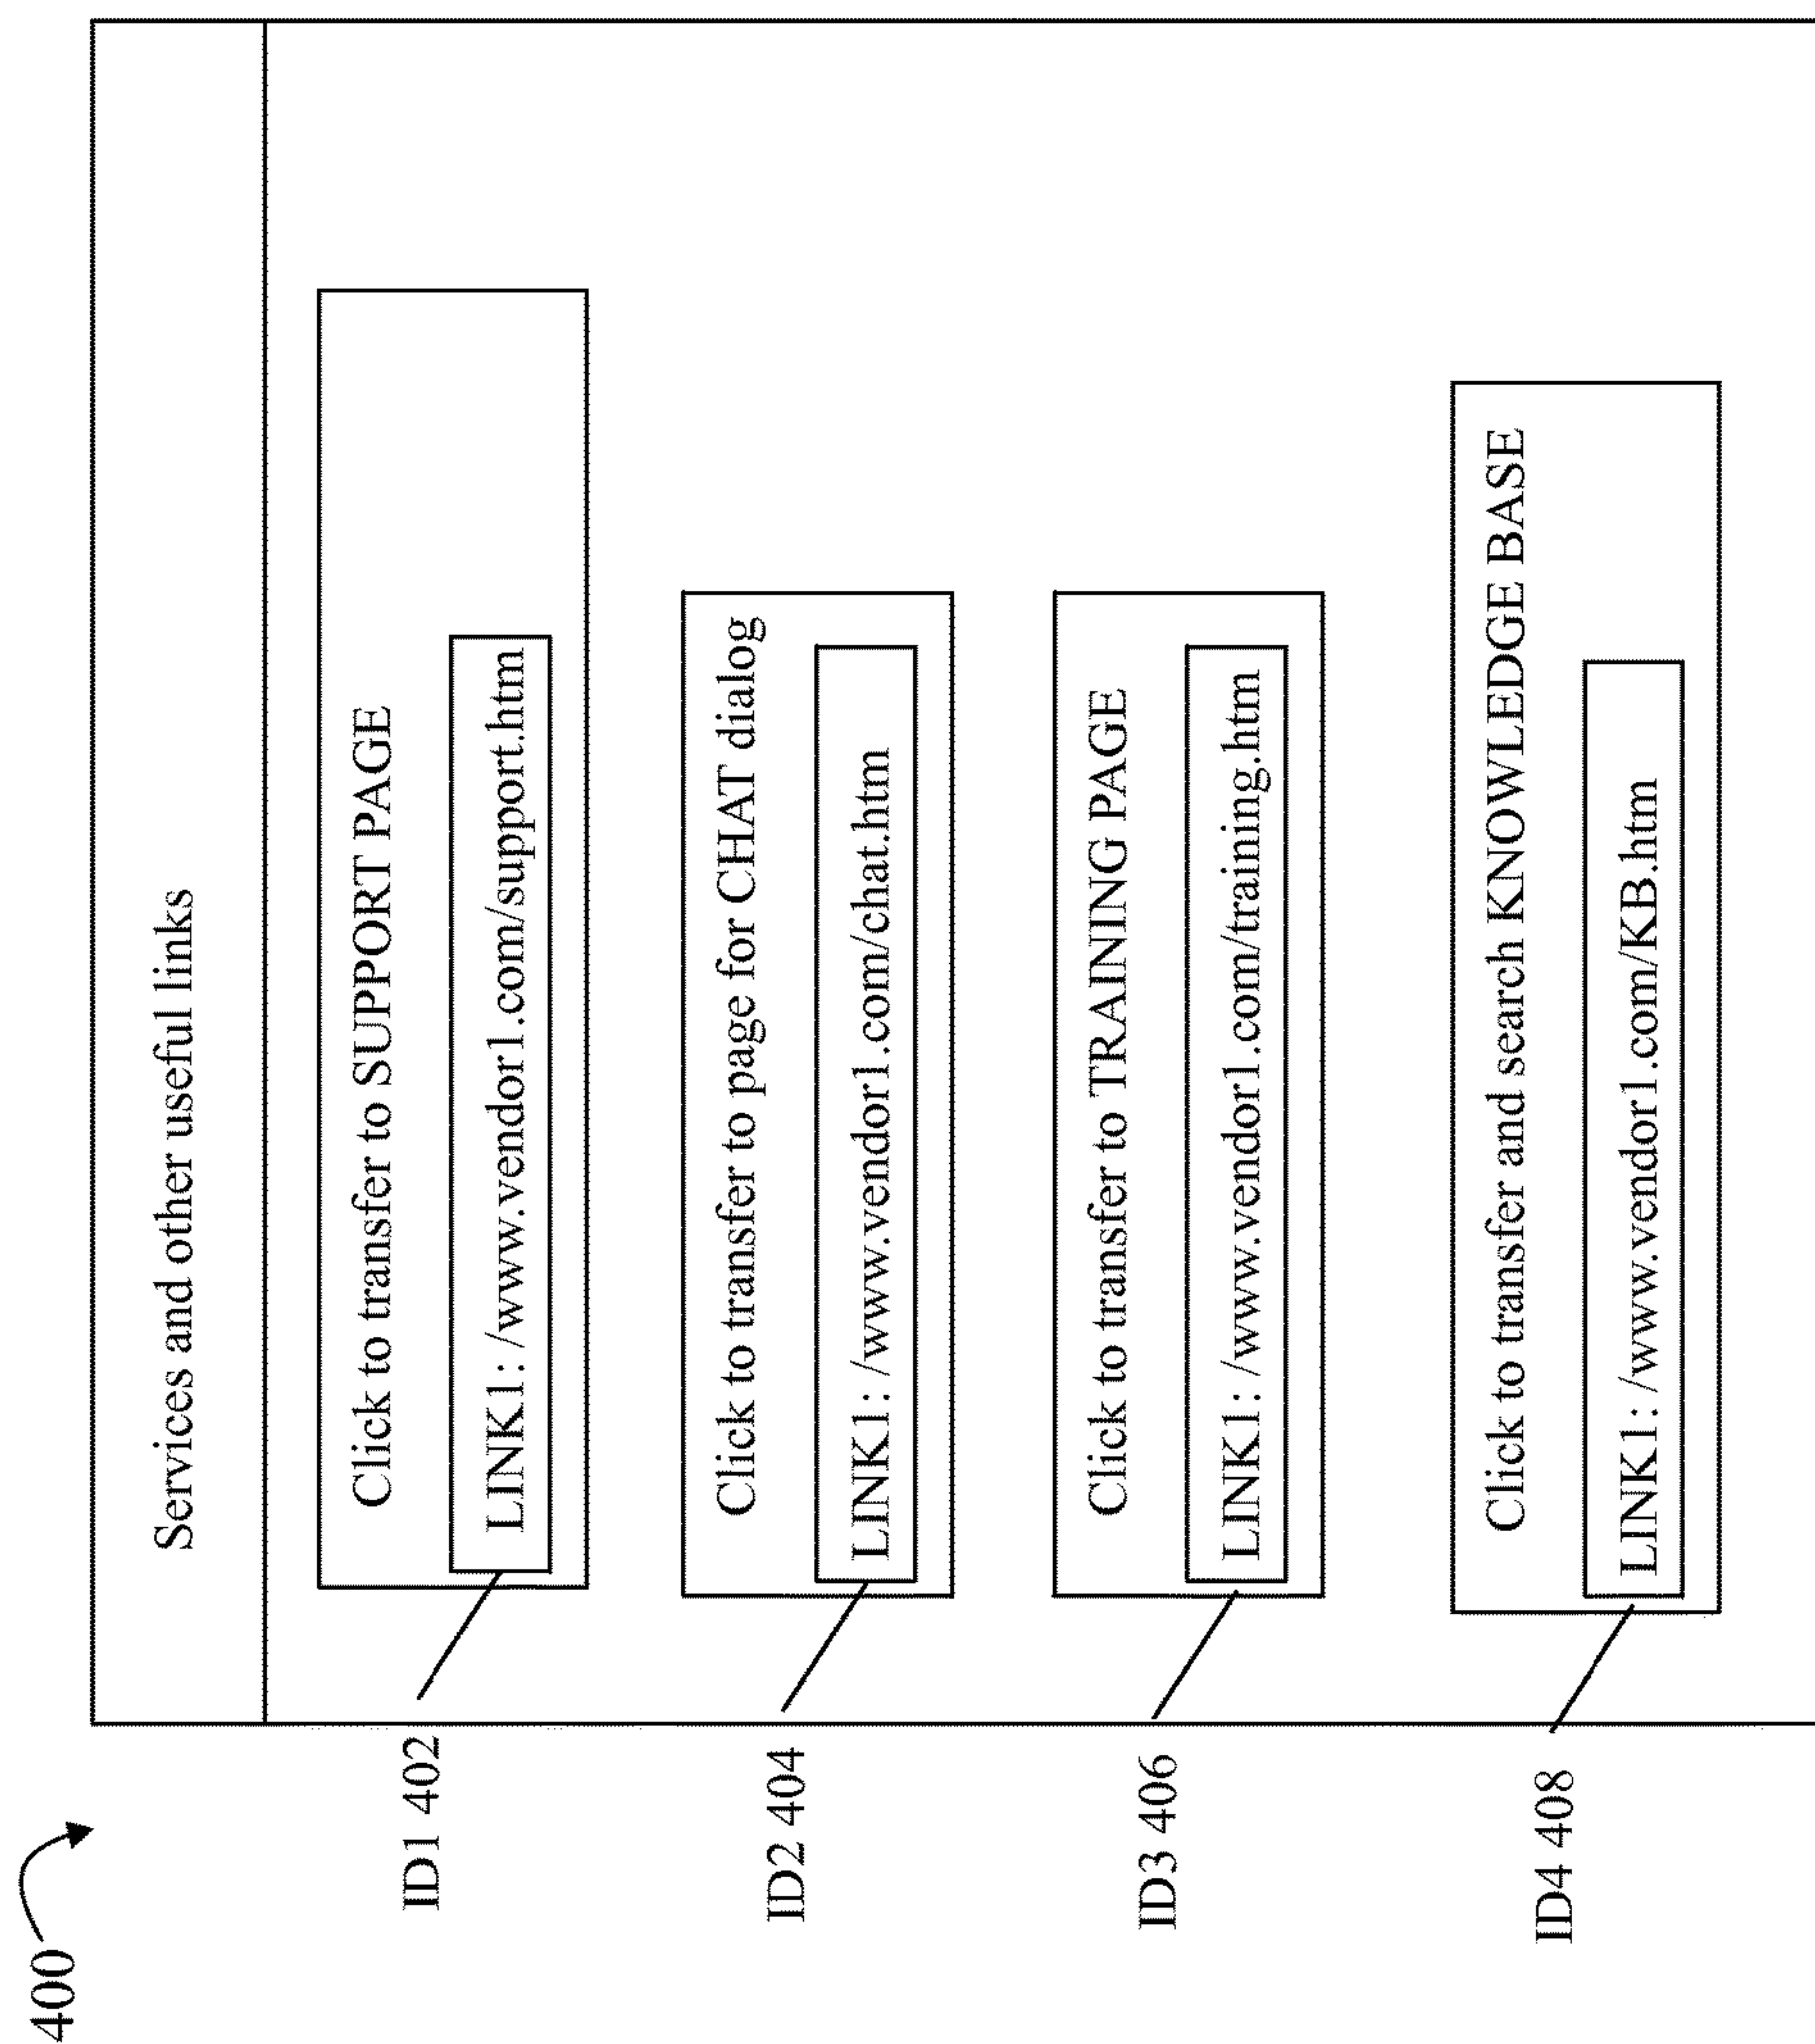 400
Services and other useful links
Click to transfer to SUPPORT PAGE
LINK1: /www.vendor1.com/support.htm
ID1 402
Click to transfer to page for CHAT dialog
LINK1: /www.vendor1.com/chat.htm
ID2 404
Click to transfer to TRAINING PAGE
LINK1: /www.vendor1.com/training.htm
ID3 406
Click to transfer and search KNOWLEDGE BASE
LINK1: /www.vendor1.com/KB.htm
ID4 408